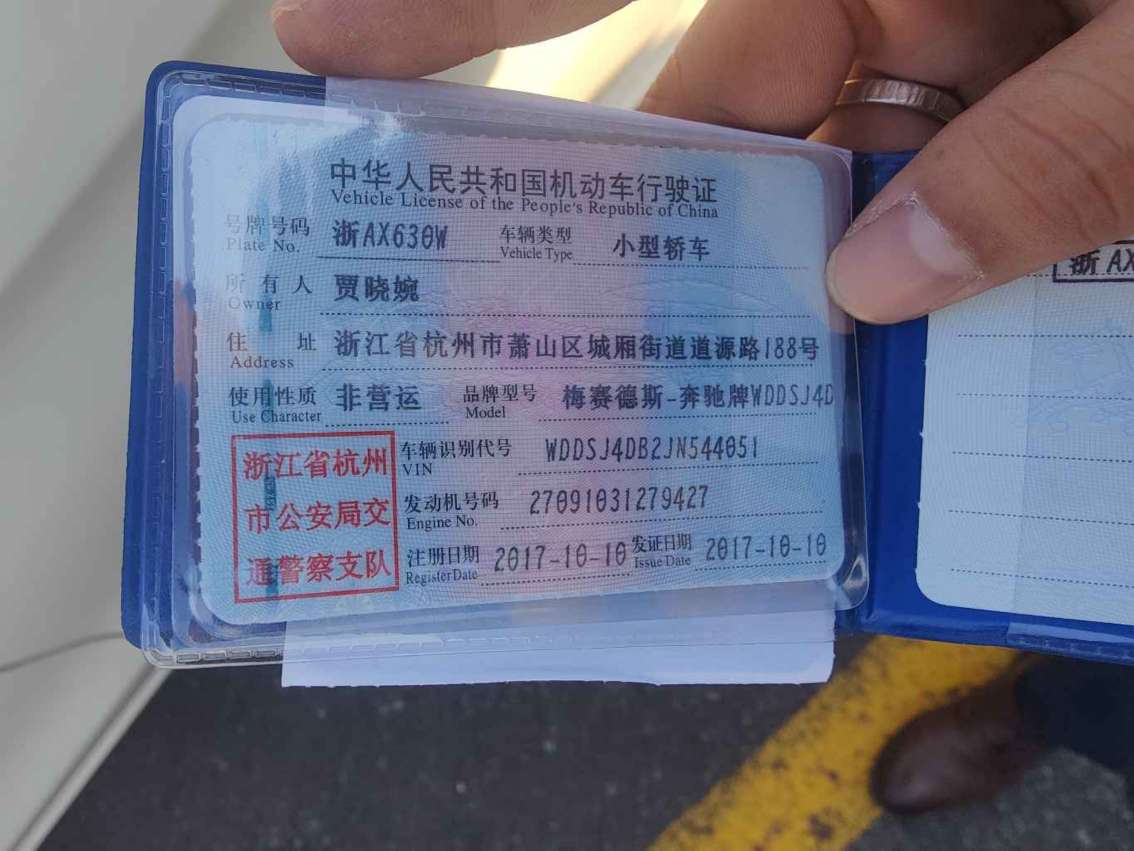 中华人民共和国机动车行驶证
Vehicle License of the People's Republic of China
号牌号码 浙AX630W 车辆类型 小型轿车
Plate No. Vehicle Type
所有人 贾晓婉
Owner
住址 浙江省杭州市萧山区城厢街道道源路188号
Address
使用性质 非营运 品牌型号 梅赛德斯-奔驰牌WDDSJ4D
Use Character Model
浙江省杭州
市公安局交
通警察支队
车辆识别代号 WDDSJ4DB2JN544051
VIN
发动机号码 27091031279427
Engine No.
注册日期 2017-10-10 发证日期 2017-10-10
Register Date Issue Date
浙AX